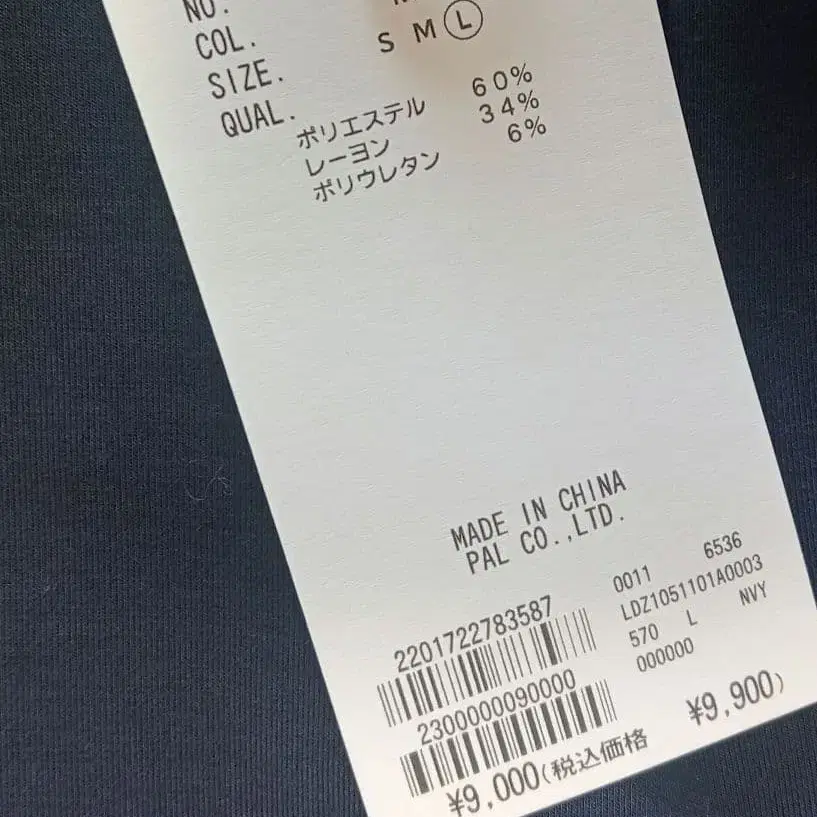 NO.
COL.
SIZE. S M L
QUAL.
ポリエステル 60%
レーヨン 34%
ポリウレタン 6%
MADE IN CHINA
PAL CO.,LTD.
0011 6536
LDZ1051101A0003
570 L NVY
000000
2201722783587
2300000090000
¥9,000(税込価格 ¥9,900)